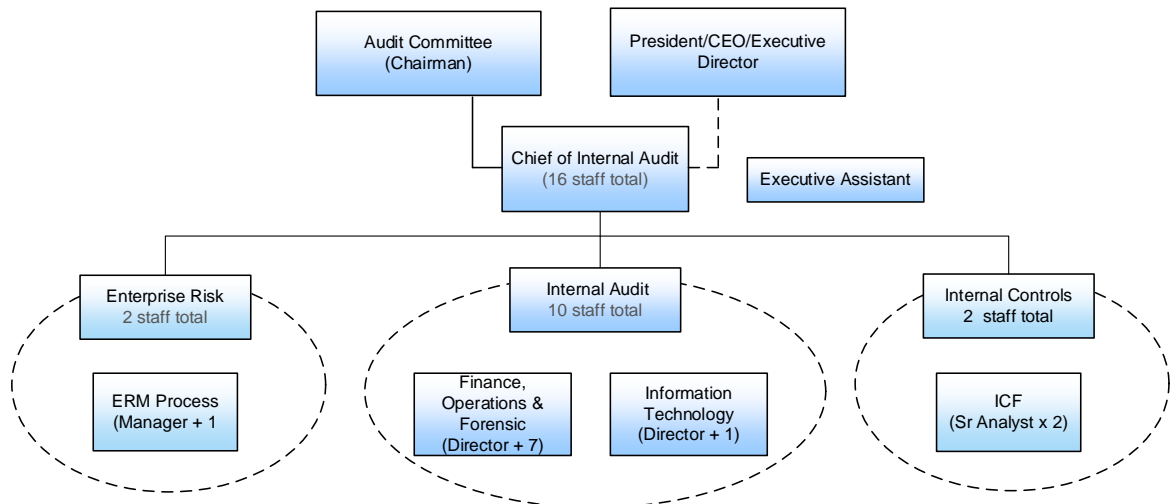 Audit Committee
(Chairman)
President/CEO/Executive
Director
Chief of Internal Audit
(16 staff total)
Executive Assistant
Enterprise Risk
2 staff total
Internal Audit
10 staff total
Internal Controls
2 staff total
ERM Process
(Manager + 1
Finance,
Operations &
Forensic
(Director + 7)
Information
Technology
(Director + 1)
ICF
(Sr Analyst x 2)